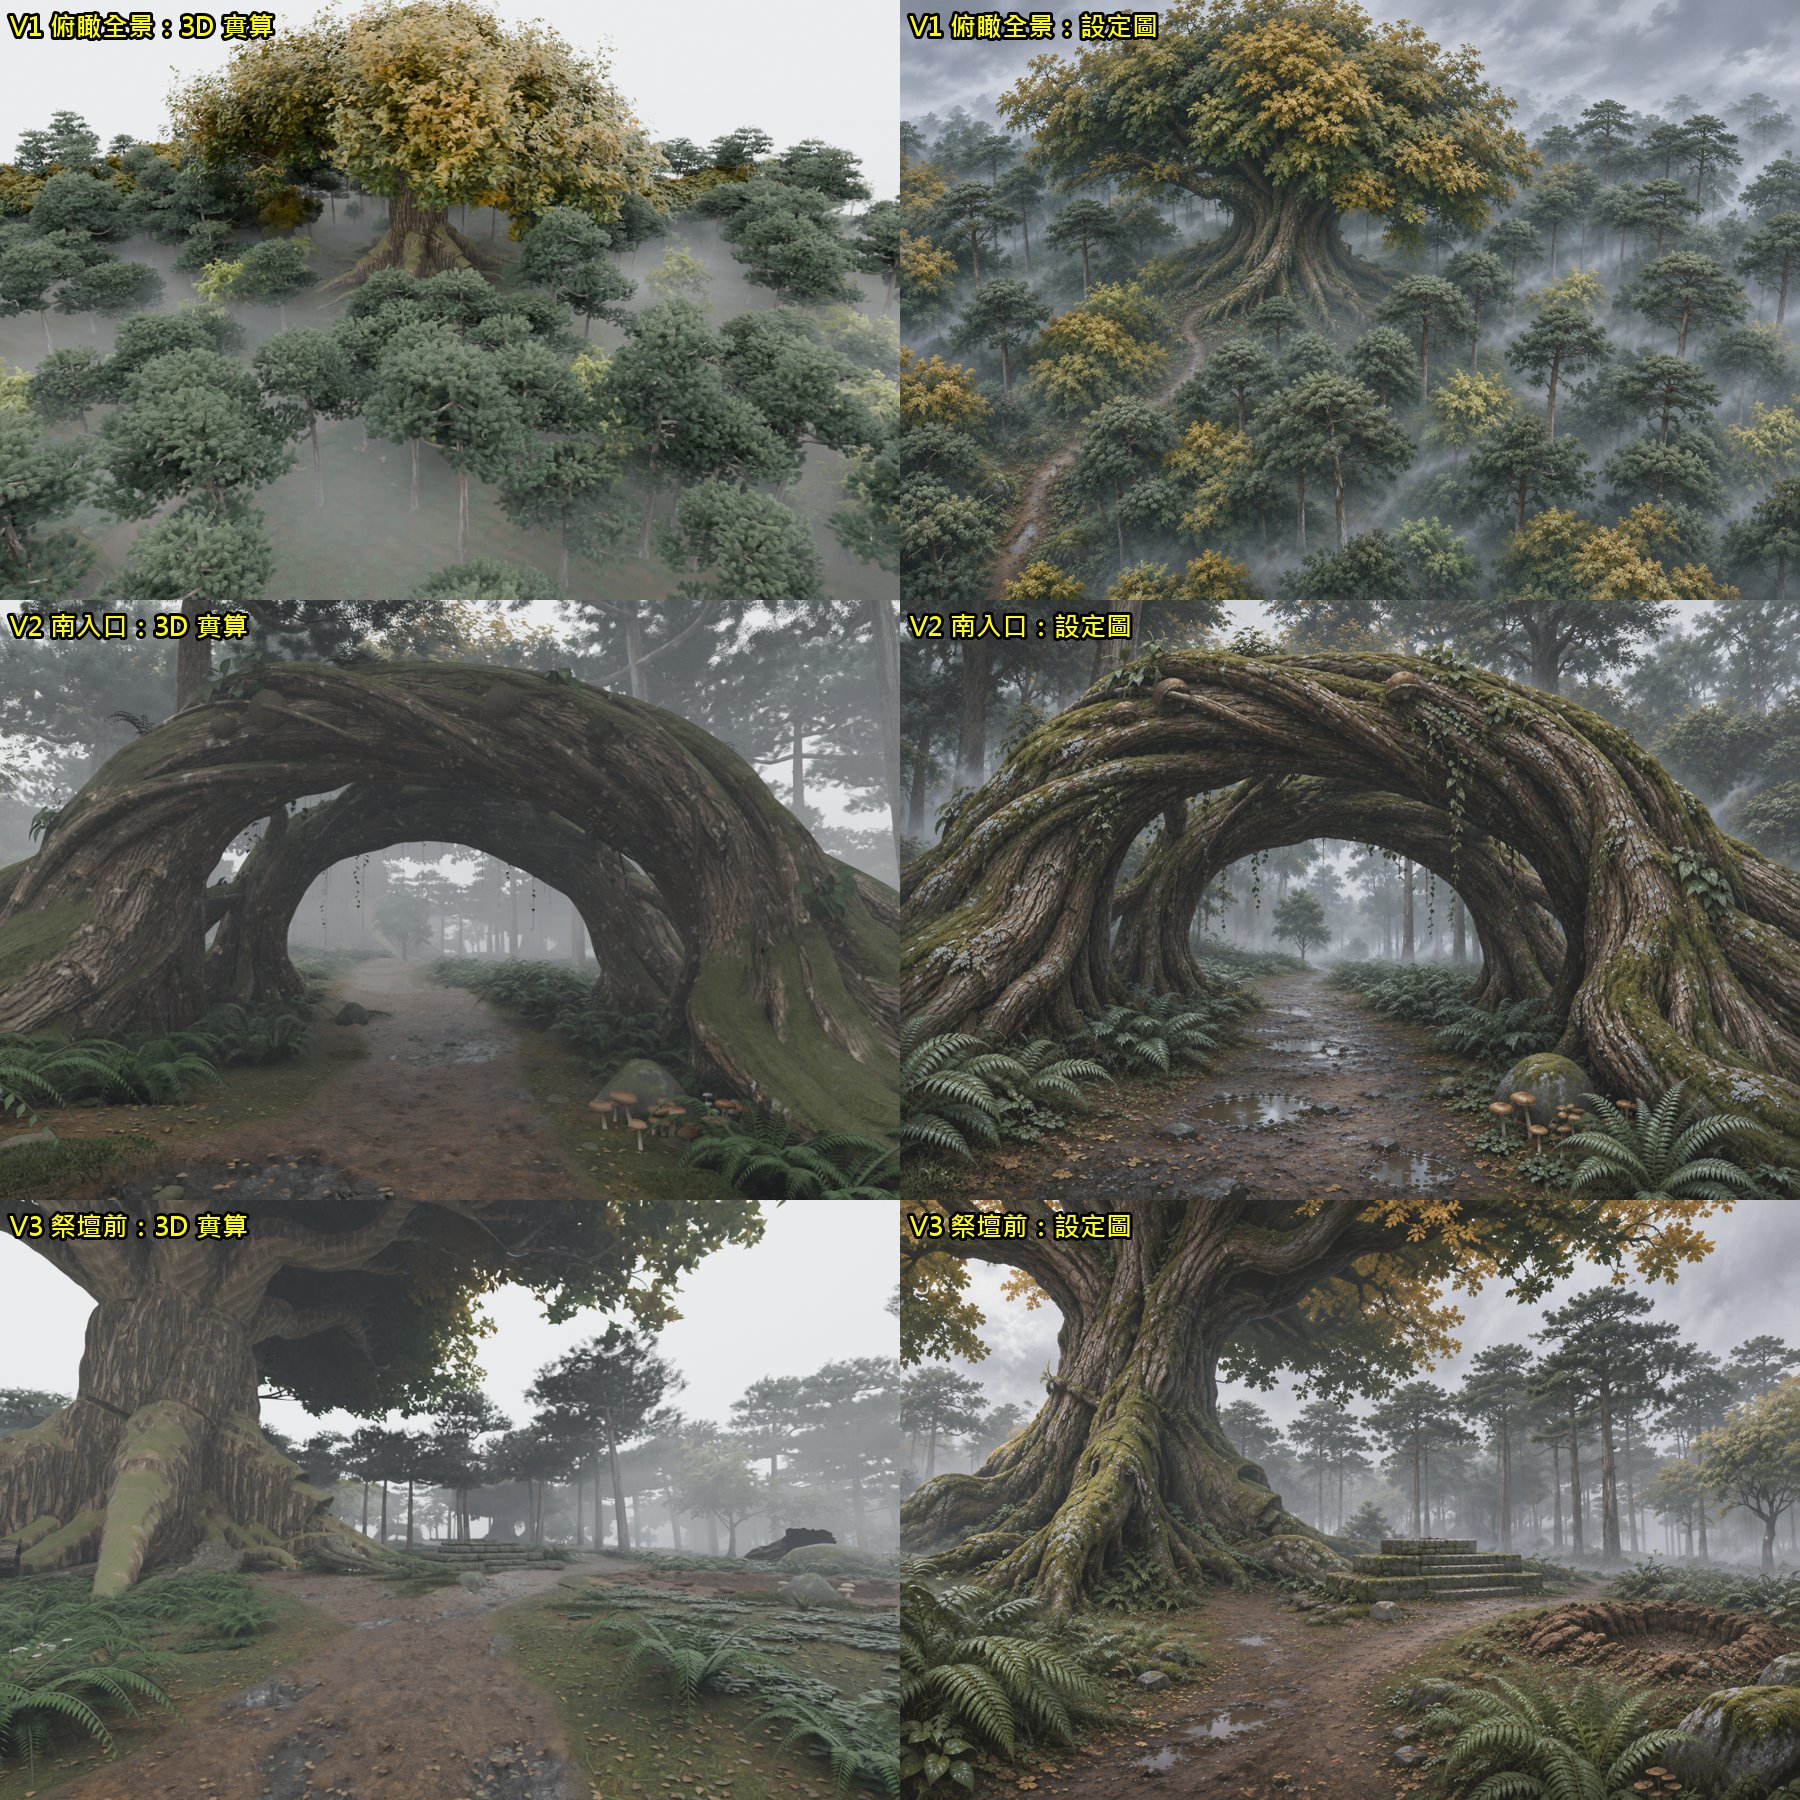 V1 俯瞰全景：3D 實算
V1 俯瞰全景：設定圖
V2 南入口：3D 實算
V2 南入口：設定圖
V3 祭壇前：3D 實算
V3 祭壇前：設定圖